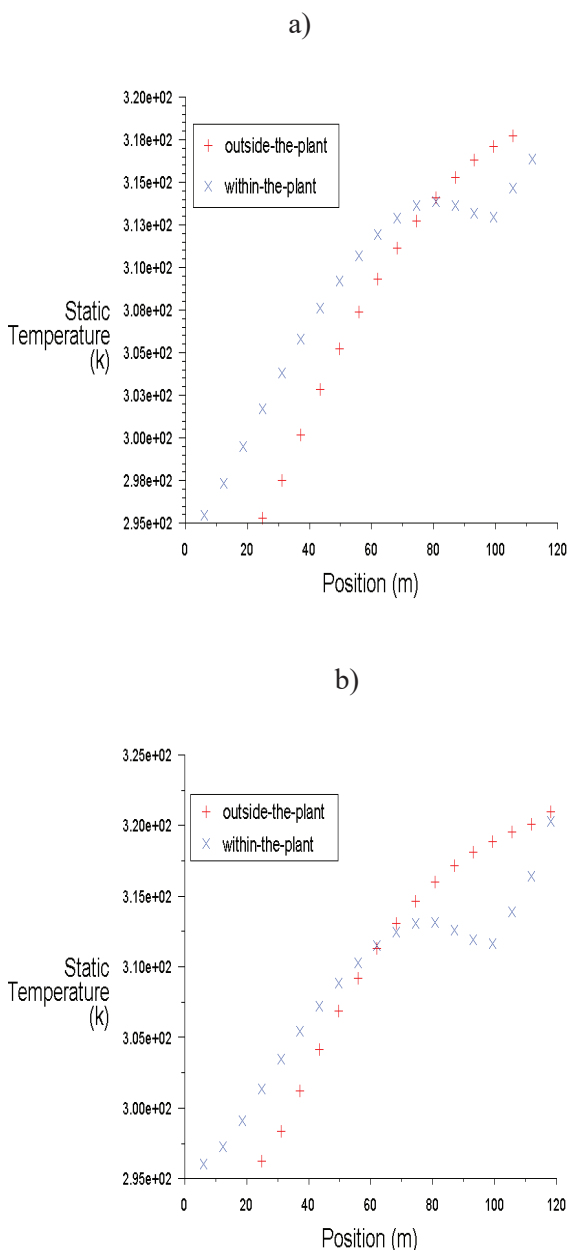 a)
3.20e+02
3.18e+02
3.15e+02
3.13e+02
3.10e+02
3.08e+02
3.05e+02
3.03e+02
3.00e+02
2.98e+02
2.95e+02
outside-the-plant
within-the-plant
Static
Temperature
(k)
0 20 40 60 80 100 120
Position (m)
b)
3.25e+02
3.20e+02
3.15e+02
3.10e+02
3.05e+02
3.00e+02
2.95e+02
outside-the-plant
within-the-plant
Static
Temperature
(k)
0 20 40 60 80 100 120
Position (m)